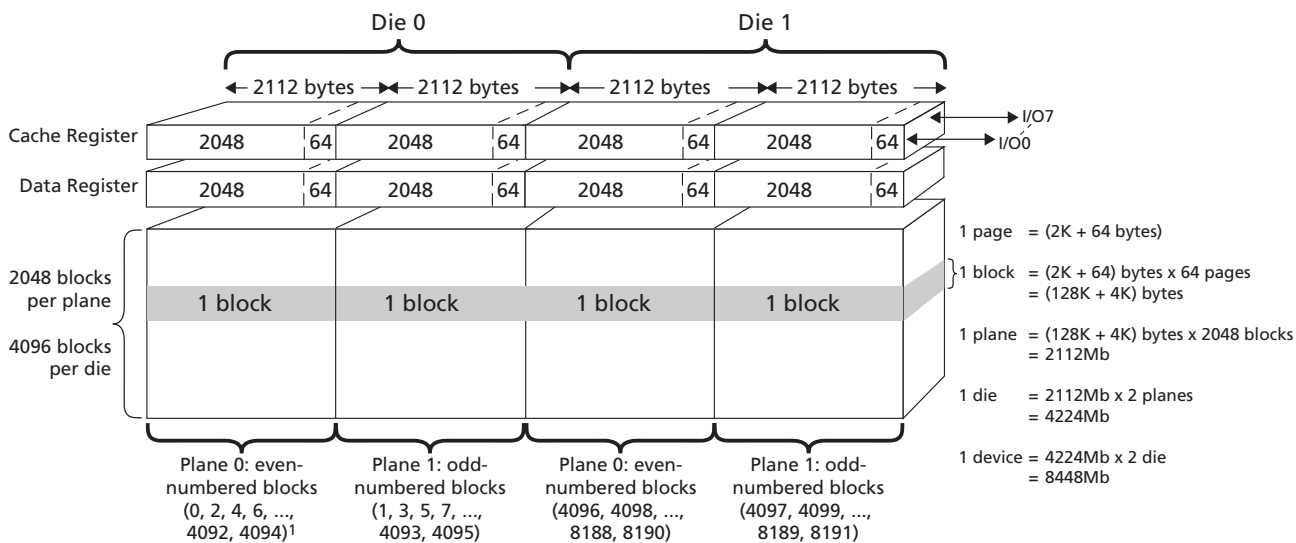 Die 0
Die 1
2112 bytes
2112 bytes
2112 bytes
2112 bytes
I/O7
I/O0
Cache Register
2048
64
2048
64
2048
64
2048
64
Data Register
2048
64
2048
64
2048
64
2048
64
2048 blocks
per plane
4096 blocks
per die
1 block
1 block
1 block
1 block
1 page = (2K + 64 bytes)
1 block = (2K + 64) bytes x 64 pages
= (128K + 4K) bytes
1 plane = (128K + 4K) bytes x 2048 blocks
= 2112Mb
1 die = 2112Mb x 2 planes
= 4224Mb
1 device = 4224Mb x 2 die
= 8448Mb
Plane 0: even-
numbered blocks
(0, 2, 4, 6, ...,
4092, 4094)1
Plane 1: odd-
numbered blocks
(1, 3, 5, 7, ...,
4093, 4095)
Plane 0: even-
numbered blocks
(4096, 4098, ...,
8188, 8190)
Plane 1: odd-
numbered blocks
(4097, 4099, ...,
8189, 8191)